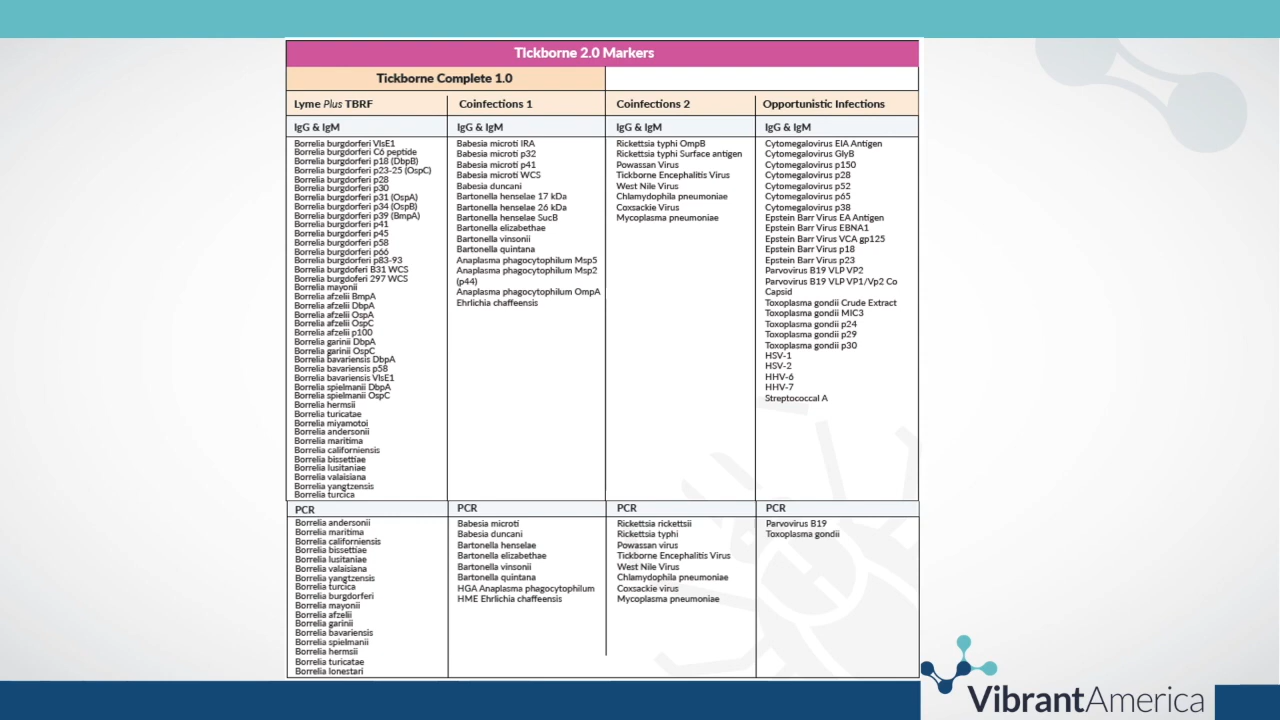 Tickborne 2.0 Markers
Tickborne Complete 1.0
Lyme Plus TBRF
IgG & IgM
Borrelia burgdorferi VlsE1
Borrelia burgdorferi C6 peptide
Borrelia burgdorferi p18 (DbpB)
Borrelia burgdorferi p23-25 (OspC)
Borrelia burgdorferi p28
Borrelia burgdorferi p30
Borrelia burgdorferi p31 (OspA)
Borrelia burgdorferi p34 (OspB)
Borrelia burgdorferi p39 (BmpA)
Borrelia burgdorferi p41
Borrelia burgdorferi p45
Borrelia burgdorferi p58
Borrelia burgdorferi p66
Borrelia burgdorferi p83-93
Borrelia burgdoferi B31 WCS
Borrelia burgdoferi 297 WCS
Borrelia mayonii
Borrelia afzelii BmpA
Borrelia afzelii DbpA
Borrelia afzelii OspA
Borrelia afzelii OspC
Borrelia afzelii p100
Borrelia garinii DbpA
Borrelia garinii OspC
Borrelia bavariensis DbpA
Borrelia bavariensis p58
Borrelia bavariensis VlsE1
Borrelia spielmanii DbpA
Borrelia spielmanii OspC
Borrelia hermsii
Borrelia turicatae
Borrelia miyamotoi
Borrelia andersonii
Borrelia maritima
Borrelia californiensis
Borrelia bissettiae
Borrelia lusitaniae
Borrelia valaisiana
Borrelia yangtzensis
Borrelia turcica
PCR
Borrelia andersonii
Borrelia maritima
Borrelia californiensis
Borrelia bissettiae
Borrelia lusitaniae
Borrelia valaisiana
Borrelia yangtzensis
Borrelia turcica
Borrelia burgdorferi
Borrelia mayonii
Borrelia afzelii
Borrelia garinii
Borrelia bavariensis
Borrelia spielmanii
Borrelia hermsii
Borrelia turicatae
Borrelia lonestari
Coinfections 1
IgG & IgM
Babesia microti IRA
Babesia microti p32
Babesia microti p41
Babesia microti WCS
Babesia duncani
Bartonella henselae 17 kDa
Bartonella henselae 26 kDa
Bartonella henselae SucB
Bartonella elizabethae
Bartonella vinsonii
Bartonella quintana
Anaplasma phagocytophilum Msp5
Anaplasma phagocytophilum Msp2
(p44)
Anaplasma phagocytophilum OmpA
Ehrlichia chaffeensis
PCR
Babesia microti
Babesia duncani
Bartonella henselae
Bartonella elizabethae
Bartonella vinsonii
Bartonella quintana
HGA Anaplasma phagocytophilum
HME Ehrlichia chaffeensis
Coinfections 2
IgG & IgM
Rickettsia typhi OmpB
Rickettsia typhi Surface antigen
Powassan Virus
Tickborne Encephalitis Virus
West Nile Virus
Chlamydophila pneumoniae
Coxsackie Virus
Mycoplasma pneumoniae
PCR
Rickettsia rickettsii
Rickettsia typhi
Powassan virus
Tickborne Encephalitis Virus
West Nile Virus
Chlamydophila pneumoniae
Coxsackie virus
Mycoplasma pneumoniae
Opportunistic Infections
IgG & IgM
Cytomegalovirus EIA Antigen
Cytomegalovirus GlyB
Cytomegalovirus p150
Cytomegalovirus p28
Cytomegalovirus p52
Cytomegalovirus p65
Cytomegalovirus p38
Epstein Barr Virus EA Antigen
Epstein Barr Virus EBNA1
Epstein Barr Virus VCA gp125
Epstein Barr Virus p18
Epstein Barr Virus p23
Parvovirus B19 VLP VP2
Parvovirus B19 VLP VP1/Vp2 Co
Capsid
Toxoplasma gondii Crude Extract
Toxoplasma gondii MIC3
Toxoplasma gondii p24
Toxoplasma gondii p29
Toxoplasma gondii p30
HSV-1
HSV-2
HHV-6
HHV-7
Streptococcal A
PCR
Parvovirus B19
Toxoplasma gondii
VibrantAmerica